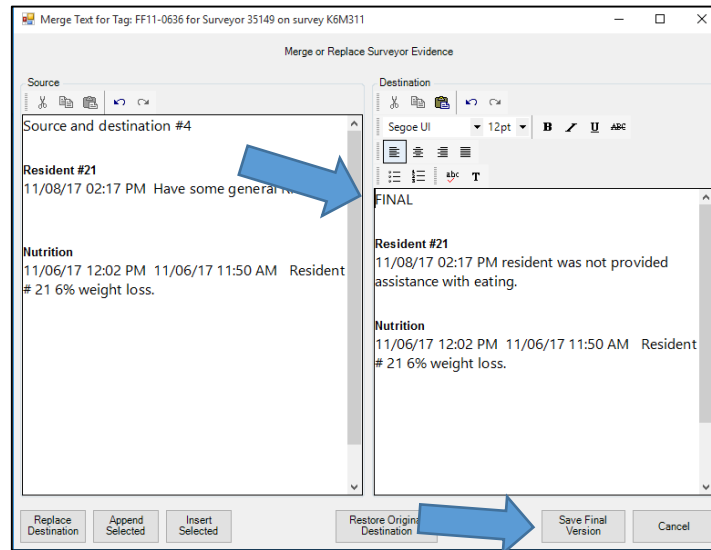 Merge Text for Tag: FF11-0636 for Surveyor 35149 on survey K6M311
Merge or Replace Surveyor Evidence
Source
Source and destination #4
Resident #21
11/08/17 02:17 PM  Have some general
Nutrition
11/06/17 12:02 PM  11/06/17 11:50 AM   Resident
# 21 6% weight loss.
Destination
Segoe UI
12pt
B I U ABC
abc T
FINAL
Resident #21
11/08/17 02:17 PM resident was not provided
assistance with eating.
Nutrition
11/06/17 12:02 PM  11/06/17 11:50 AM   Resident
# 21 6% weight loss.
Replace
Destination
Append
Selected
Insert
Selected
Restore
Destination
Save Final
Version
Cancel